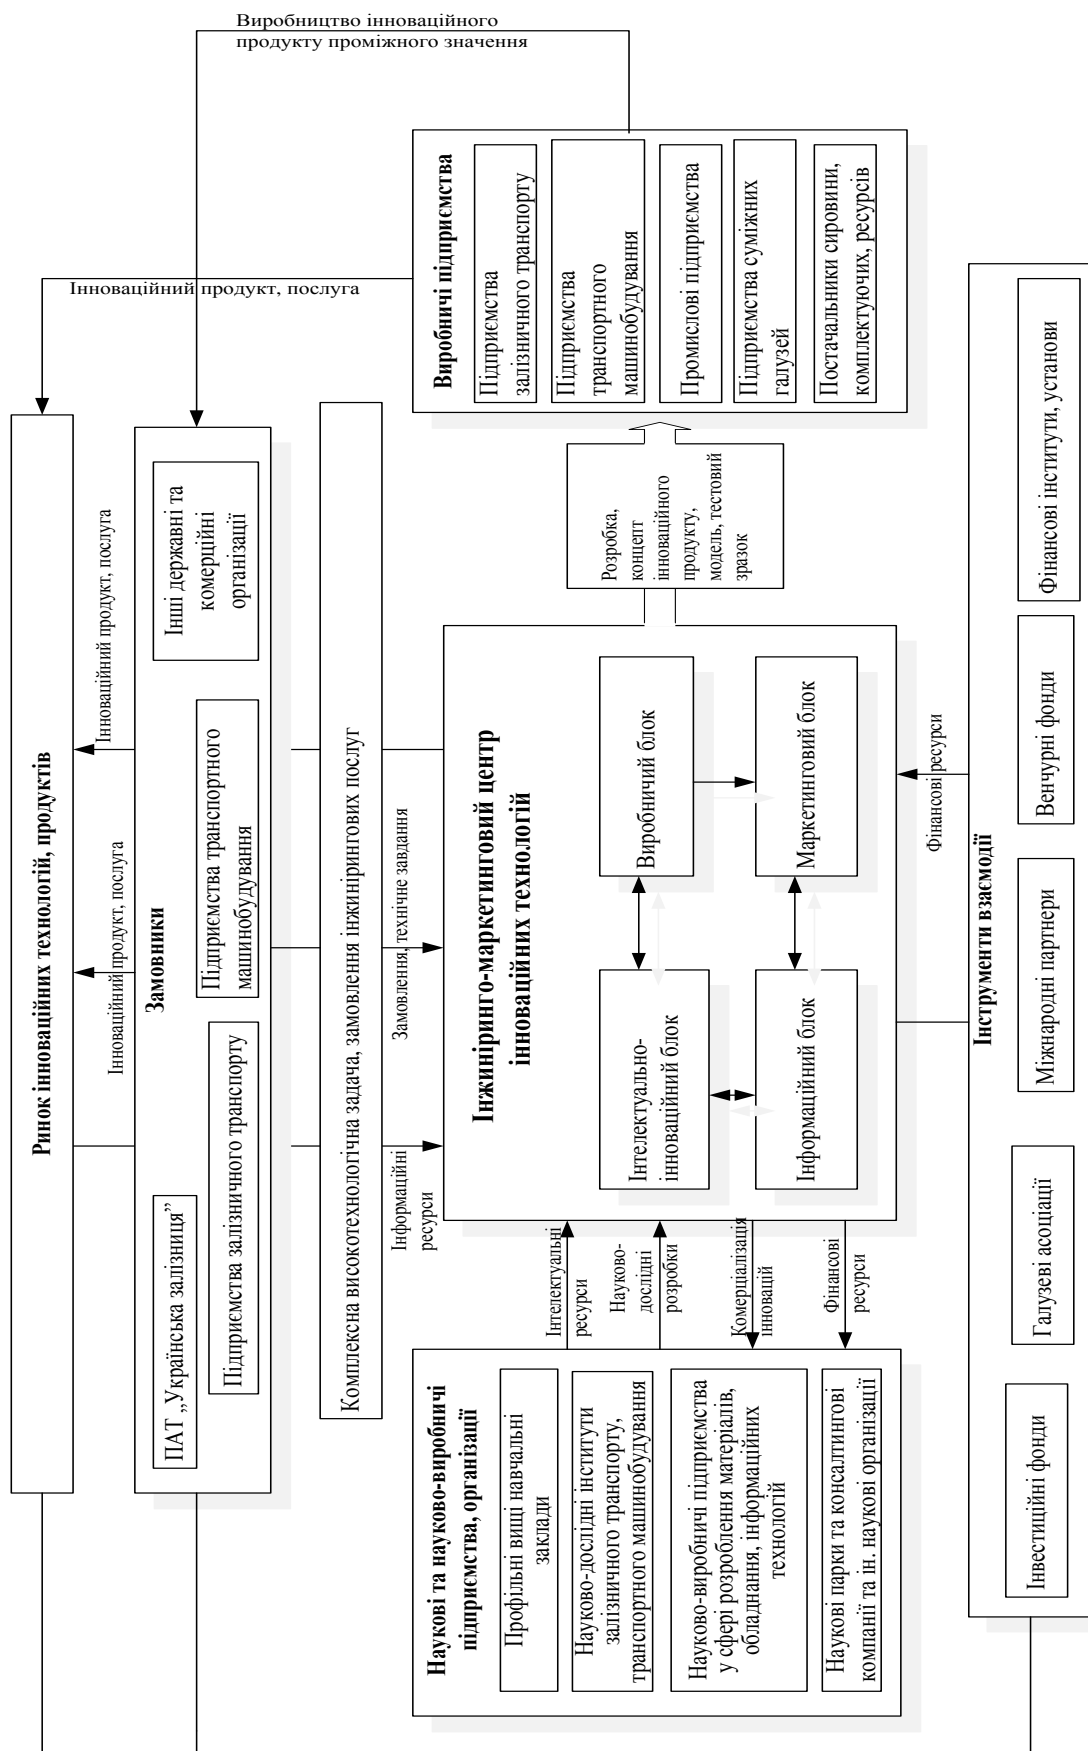 Виробництво інноваційного
продукту проміжного значення
Інноваційний продукт, послуга
Ринок інноваційних технологій, продуктів
Інноваційний продукт, послуга
Інноваційний продукт, послуга
Замовники
ПАТ „Українська залізниця”
Підприємства залізничного транспорту
Підприємства транспортного
машинобудування
Інші державні та
комерційні
організації
Комплексна високотехнологічна задача, замовлення інжинірингових послуг
Інформаційні
ресурси
Замовлення, технічне завдання
Наукові та науково-виробничі
підприємства, організації
Профільні вищі навчальні
заклади
Науково-дослідні інститути
залізничного транспорту,
транспортного машинобудування
Науково-виробничі підприємства
у сфері розроблення матеріалів,
обладнання, інформаційних
технологій
Наукові парки та консалтингові
компанії та ін. наукові організації
Інтелектуальні
ресурси
Науково-
дослідні
розробки
Комерціалізація
інновацій
Фінансові
ресурси
Інжинірингo-маркетинговий центр
інноваційних технологій
Інтелектуально-
інноваційний блок
Виробничий блок
Інформаційний блок
Маркетинговий блок
Розробка,
концепт
інноваційного
продукту,
модель, тестовий
зразок
Виробничі підприємства
Підприємства
залізничного транспорту
Підприємства
транспортного
машинобудування
Промислові підприємства
Підприємства суміжних
галузей
Постачальники сировини,
комплектуючих, ресурсів
Фінансові ресурси
Інструменти взаємодії
Інвестиційні фонди
Галузеві асоціації
Міжнародні партнери
Венчурні фонди
Фінансові інститути, установи